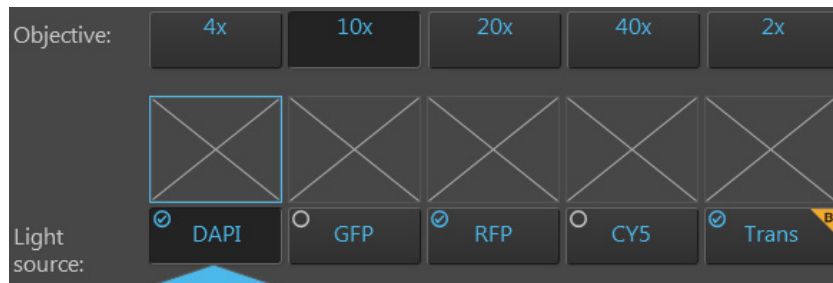 Objective: 4x 10x 20x 40x 2x
DAPI GFP RFP CY5 Trans B
Light
source: